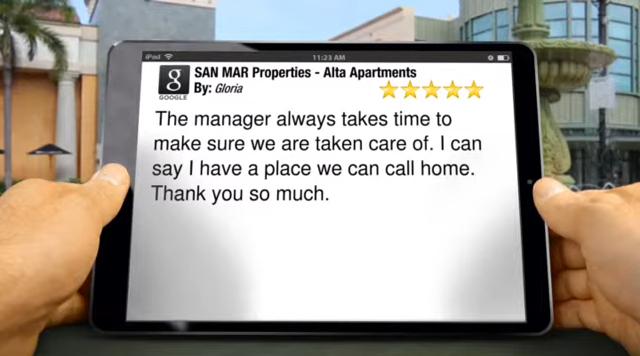 iPod
11:23 AM
g
GOOGLE
SAN MAR Properties - Alta Apartments
By: Gloria
The manager always takes time to
make sure we are taken care of. I can
say I have a place we can call home.
Thank you so much.